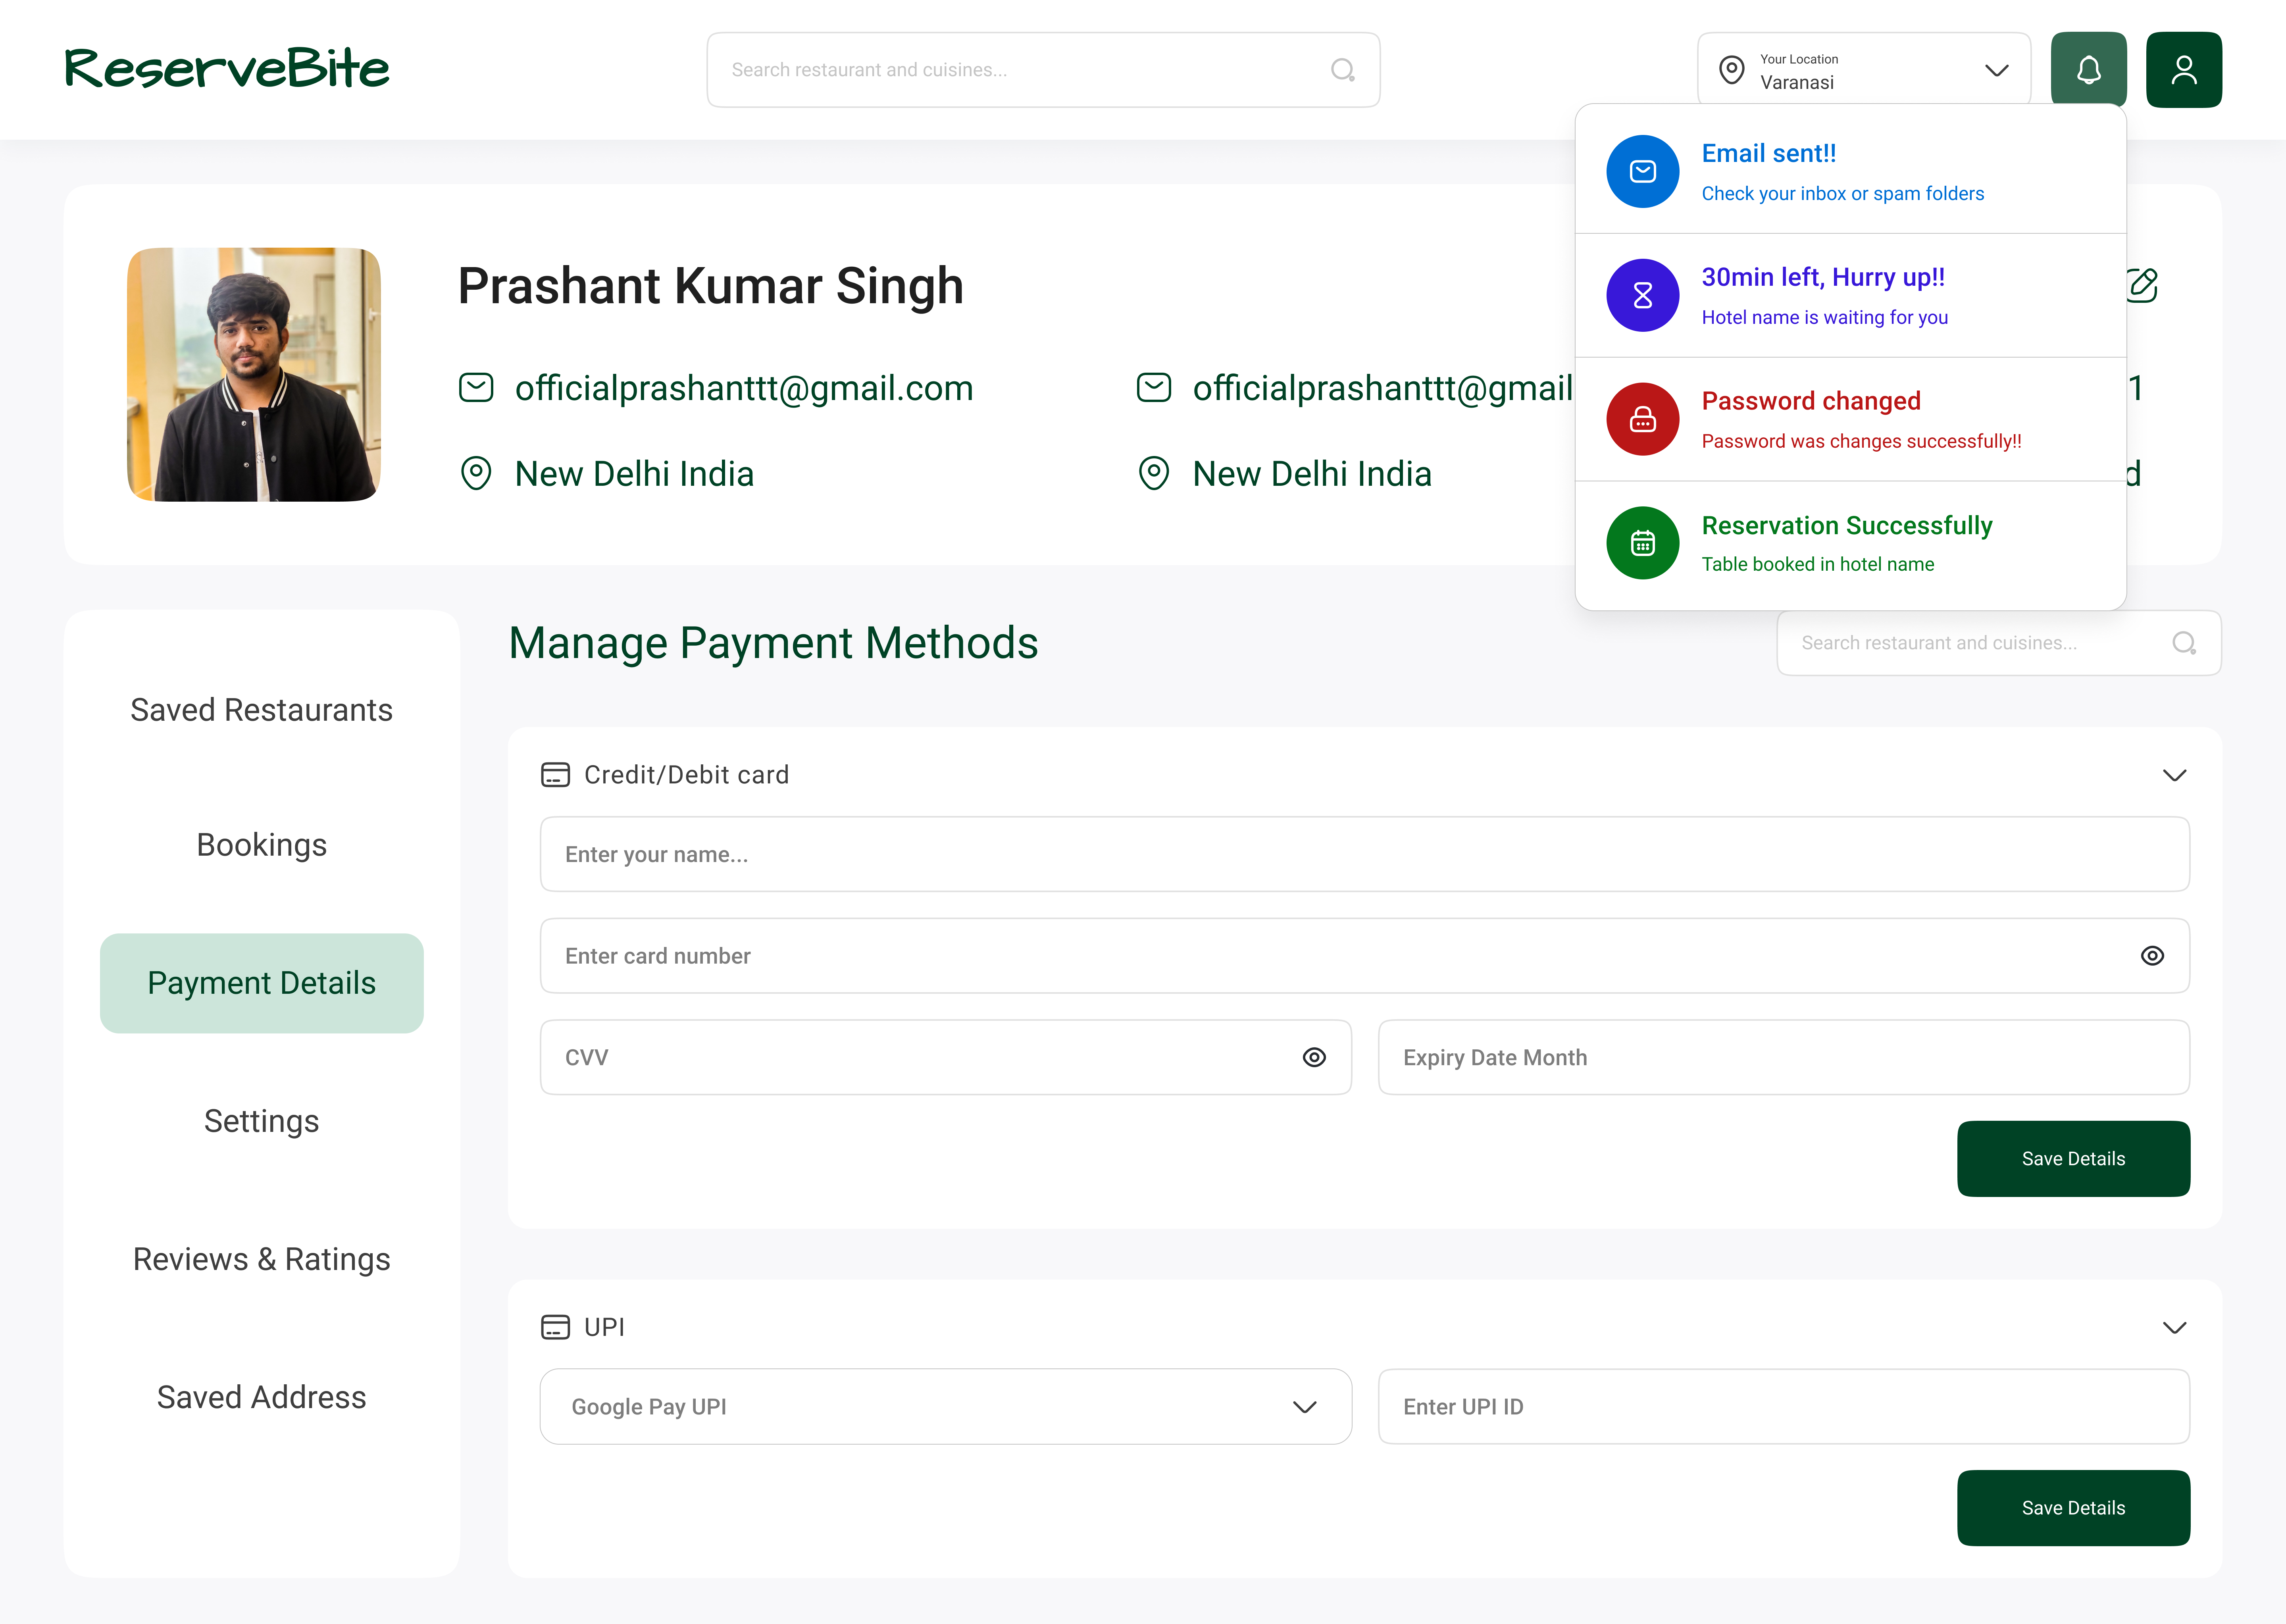 ReserveBite
Search restaurant and cuisines...
Your Location
Varanasi
Email sent!!
Check your inbox or spam folders
30min left, Hurry up!!
Hotel name is waiting for you
Password changed
Password was changes successfully!!
Reservation Successfully
Table booked in hotel name
Prashant Kumar Singh
officialprashanttt@gmail.com
officialprashanttt@gmail
1
New Delhi India
New Delhi India
d
Saved Restaurants
Bookings
Payment Details
Settings
Reviews & Ratings
Saved Address
Manage Payment Methods
Search restaurant and cuisines...
Credit/Debit card
Enter your name...
Enter card number
CVV
Expiry Date Month
Save Details
UPI
Google Pay UPI
Enter UPI ID
Save Details